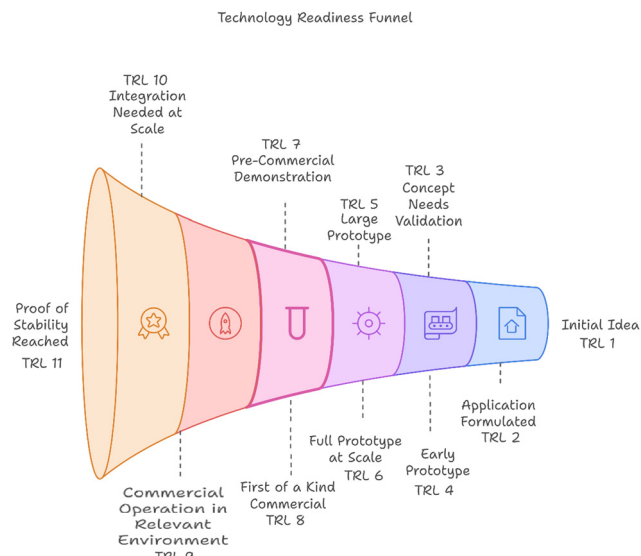 Technology Readiness Funnel
TRL 10
Integration
Needed at
Scale
TRL 7
Pre-Commercial
Demonstration
TRL 5
Large
Prototype
TRL 3
Concept
Needs
Validation
Proof of
Stability
Reached
TRL 11
Initial Idea
TRL 1
Application
Formulated
TRL 2
Early
Prototype
TRL 4
Full Prototype
at Scale
TRL 6
First of a Kind
Commercial
TRL 8
Commercial
Operation in
Relevant
Environment
TRL 9